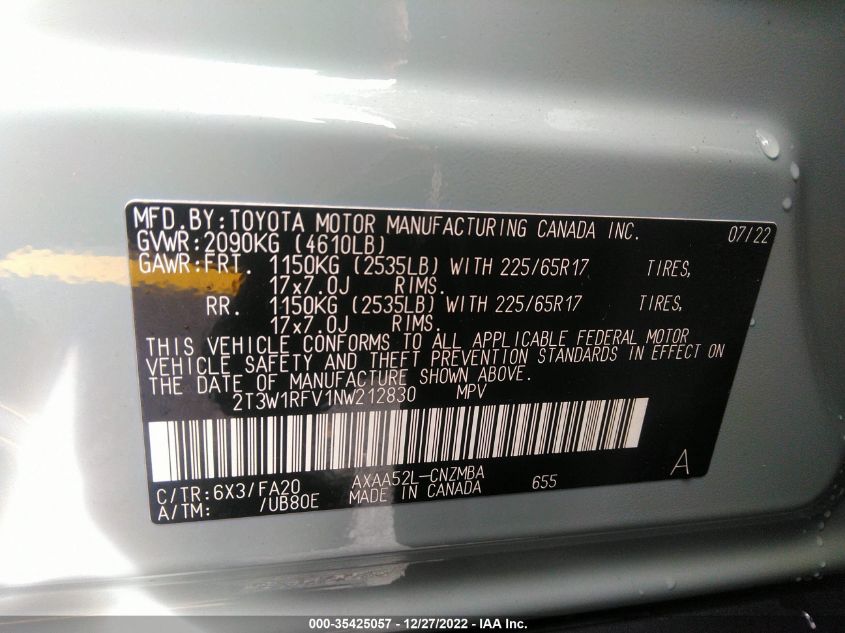 MFD.BY:TOYOTA MOTOR MANUFACTURING CANADA INC. 07/22
GVWR:2090KG (4610LB)
GAWR:FRT. 1150KG (2535LB) WITH 225/65R17 TIRES,
17x7.0J RIMS.
RR. 1150KG (2535LB) WITH 225/65R17 TIRES,
17x7.0J RIMS.
THIS VEHICLE CONFORMS TO ALL APPLICABLE FEDERAL MOTOR
VEHICLE SAFETY AND THEFT PREVENTION STANDARDS IN EFFECT ON
THE DATE OF MANUFACTURE SHOWN ABOVE.
2T3W1RFV1NW212830 MPV
A
C/TR:6X3/FA20 AXAA52L-CNZMBA
A/TM: /UB80E MADE IN CANADA 655
000-35425057 - 12/27/2022 - IAA Inc.